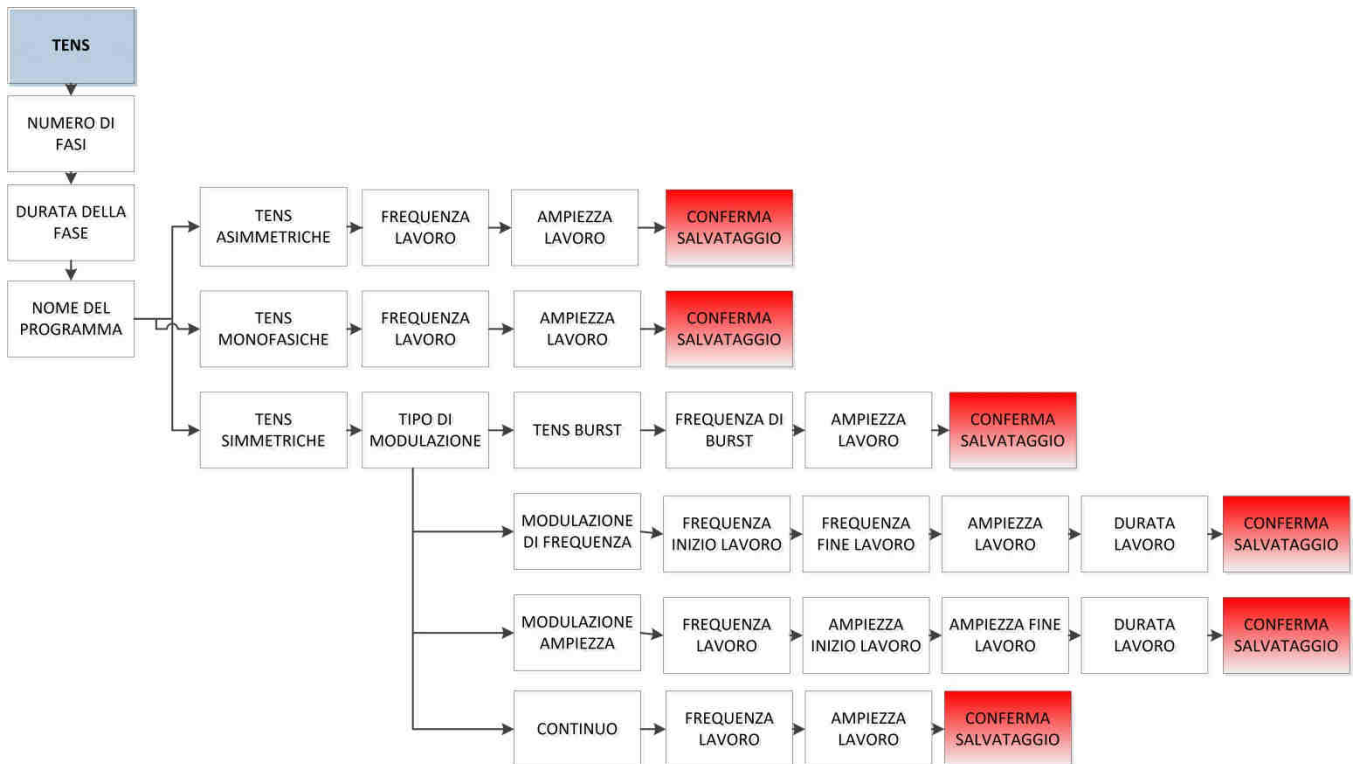 TENS
NUMERO DI
FASI
DURATA DELLA
FASE
NOME DEL
PROGRAMMA
TENS
ASIMMETRICHE
FREQUENZA
LAVORO
AMPIEZZA
LAVORO
CONFERMA
SALVATAGGIO
TENS
MONOFASICHE
FREQUENZA
LAVORO
AMPIEZZA
LAVORO
CONFERMA
SALVATAGGIO
TENS
SIMMETRICHE
TIPO DI
MODULAZIONE
TENS BURST
FREQUENZA DI
BURST
AMPIEZZA
LAVORO
CONFERMA
SALVATAGGIO
MODULAZIONE
DI FREQUENZA
FREQUENZA
INIZIO LAVORO
FREQUENZA
FINE LAVORO
AMPIEZZA
LAVORO
DURATA
LAVORO
CONFERMA
SALVATAGGIO
MODULAZIONE
AMPIEZZA
FREQUENZA
LAVORO
AMPIEZZA
INIZIO LAVORO
AMPIEZZA FINE
LAVORO
DURATA
LAVORO
CONFERMA
SALVATAGGIO
CONTINUO
FREQUENZA
LAVORO
AMPIEZZA
LAVORO
CONFERMA
SALVATAGGIO